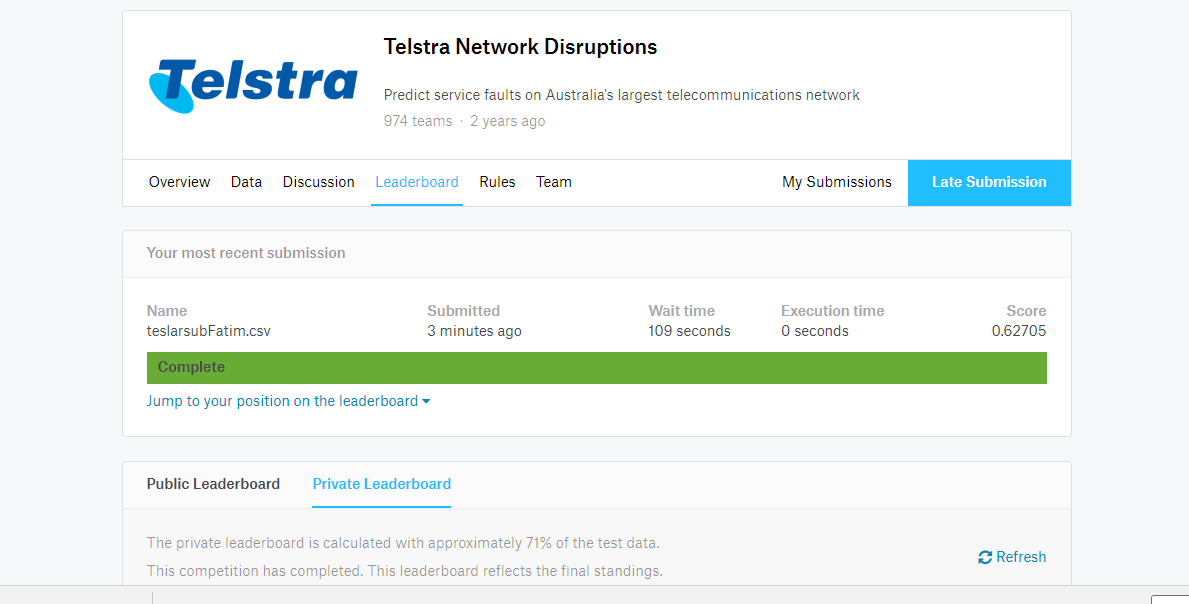 Telstra
Telstra Network Disruptions
Predict service faults on Australia's largest telecommunications network
974 teams · 2 years ago
Overview Data Discussion Leaderboard Rules Team My Submissions Late Submission
Your most recent submission
Name Submitted Wait time Execution time Score
teslarsubFatim.csv 3 minutes ago 109 seconds 0 seconds 0.62705
Complete
Jump to your position on the leaderboard
Public Leaderboard Private Leaderboard
The private leaderboard is calculated with approximately 71% of the test data.
Refresh
This competition has completed. This leaderboard reflects the final standings.